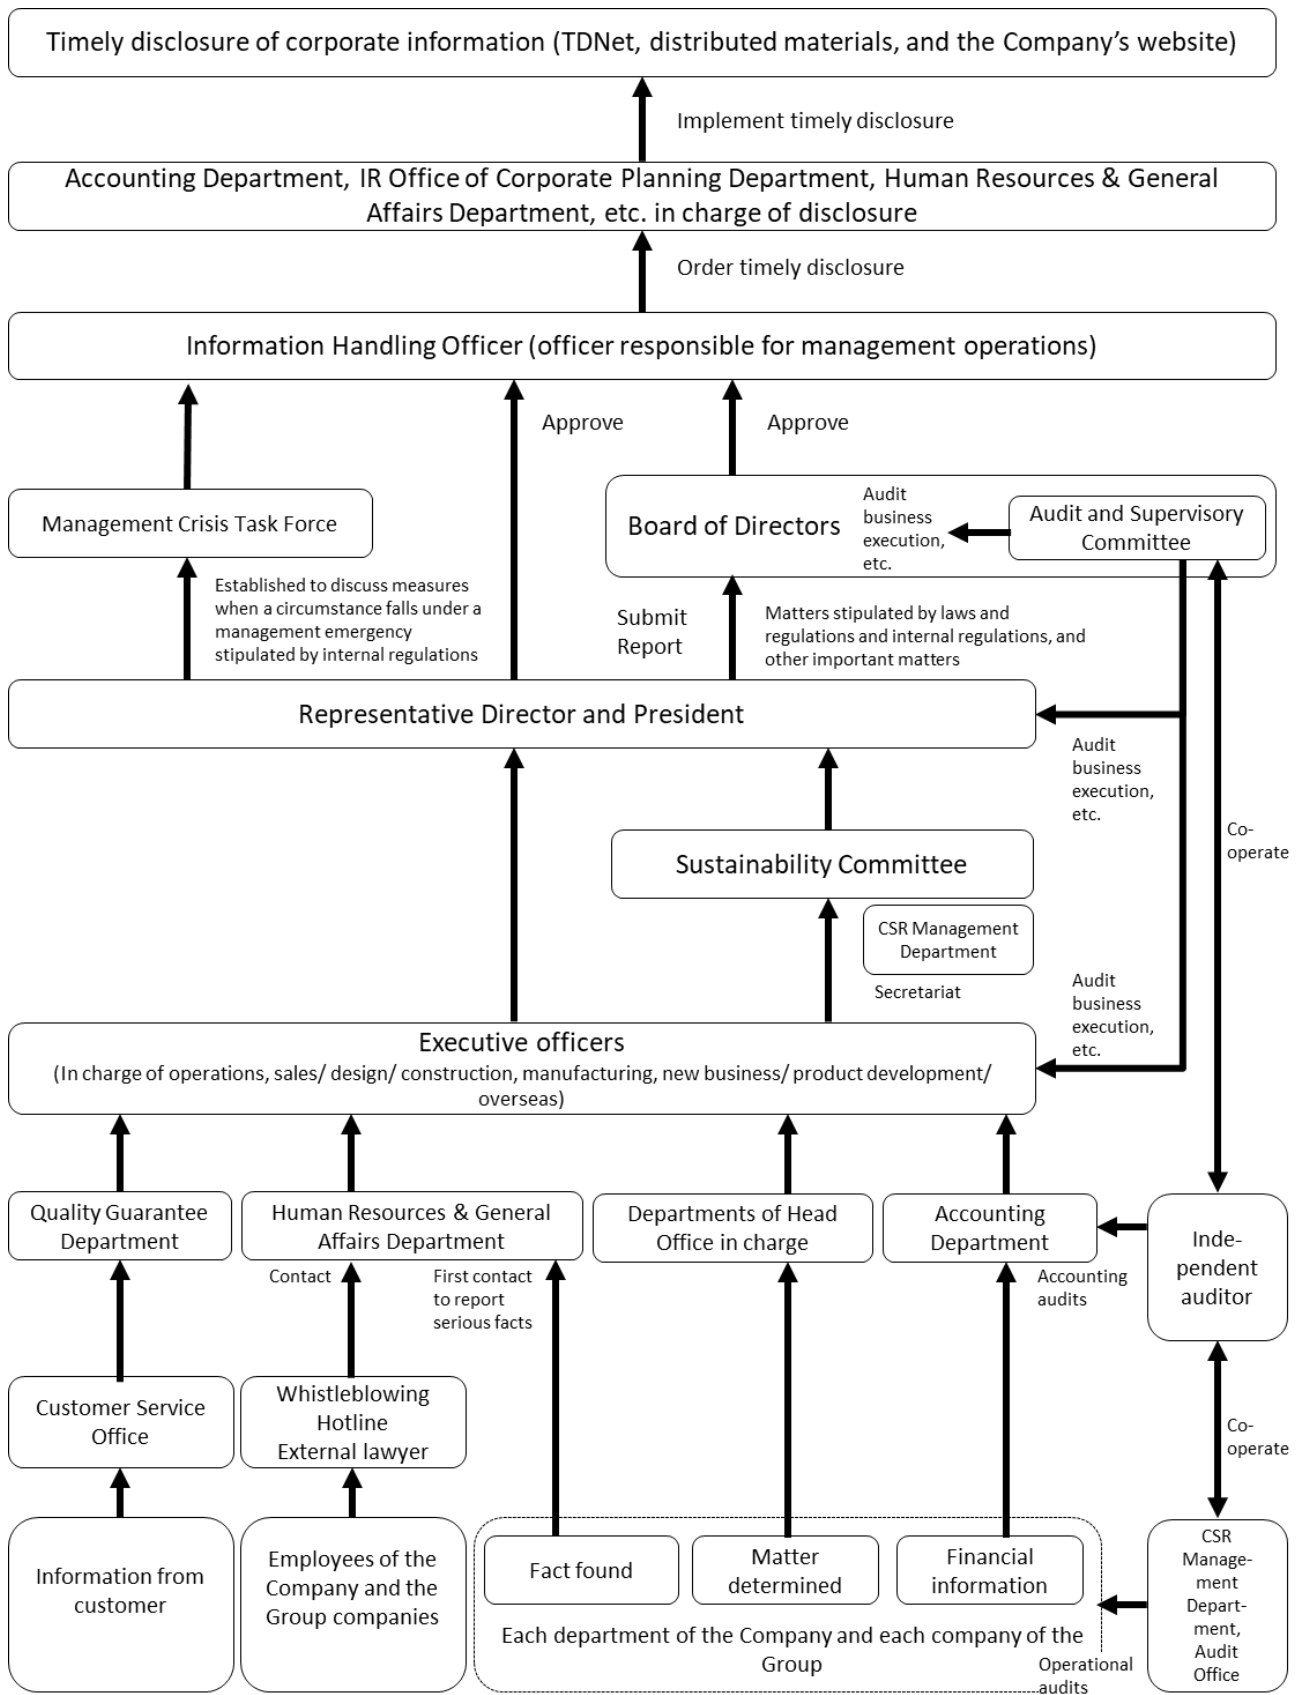 Timely disclosure of corporate information (TDNet, distributed materials, and the Company’s website)
Implement timely disclosure
Accounting Department, IR Office of Corporate Planning Department, Human Resources & General
Affairs Department, etc. in charge of disclosure
Order timely disclosure
Information Handling Officer (officer responsible for management operations)
Approve
Approve
Management Crisis Task Force
Board of Directors
Audit
business
execution,
etc.
Audit and Supervisory
Committee
Established to discuss measures
when a circumstance falls under a
management emergency
stipulated by internal regulations
Submit
Report
Matters stipulated by laws and
regulations and internal regulations, and
other important matters
Representative Director and President
Audit
business
execution,
etc.
Co-
operate
Sustainability Committee
CSR Management
Department
Secretariat
Audit
business
execution,
etc.
Executive officers
(In charge of operations, sales/ design/ construction, manufacturing, new business/ product development/
overseas)
Quality Guarantee
Department
Human Resources & General
Affairs Department
Departments of Head
Office in charge
Accounting
Department
Inde-
pendent
auditor
Contact
First contact
to report
serious facts
Accounting
audits
Customer Service
Office
Whistleblowing
Hotline
External lawyer
Co-
operate
Information from
customer
Employees of the
Company and the
Group companies
Fact found
Matter
determined
Financial
information
Each department of the Company and each company of the
Group
Operational
audits
CSR
Manage-
ment
Depart-
ment,
Audit
Office